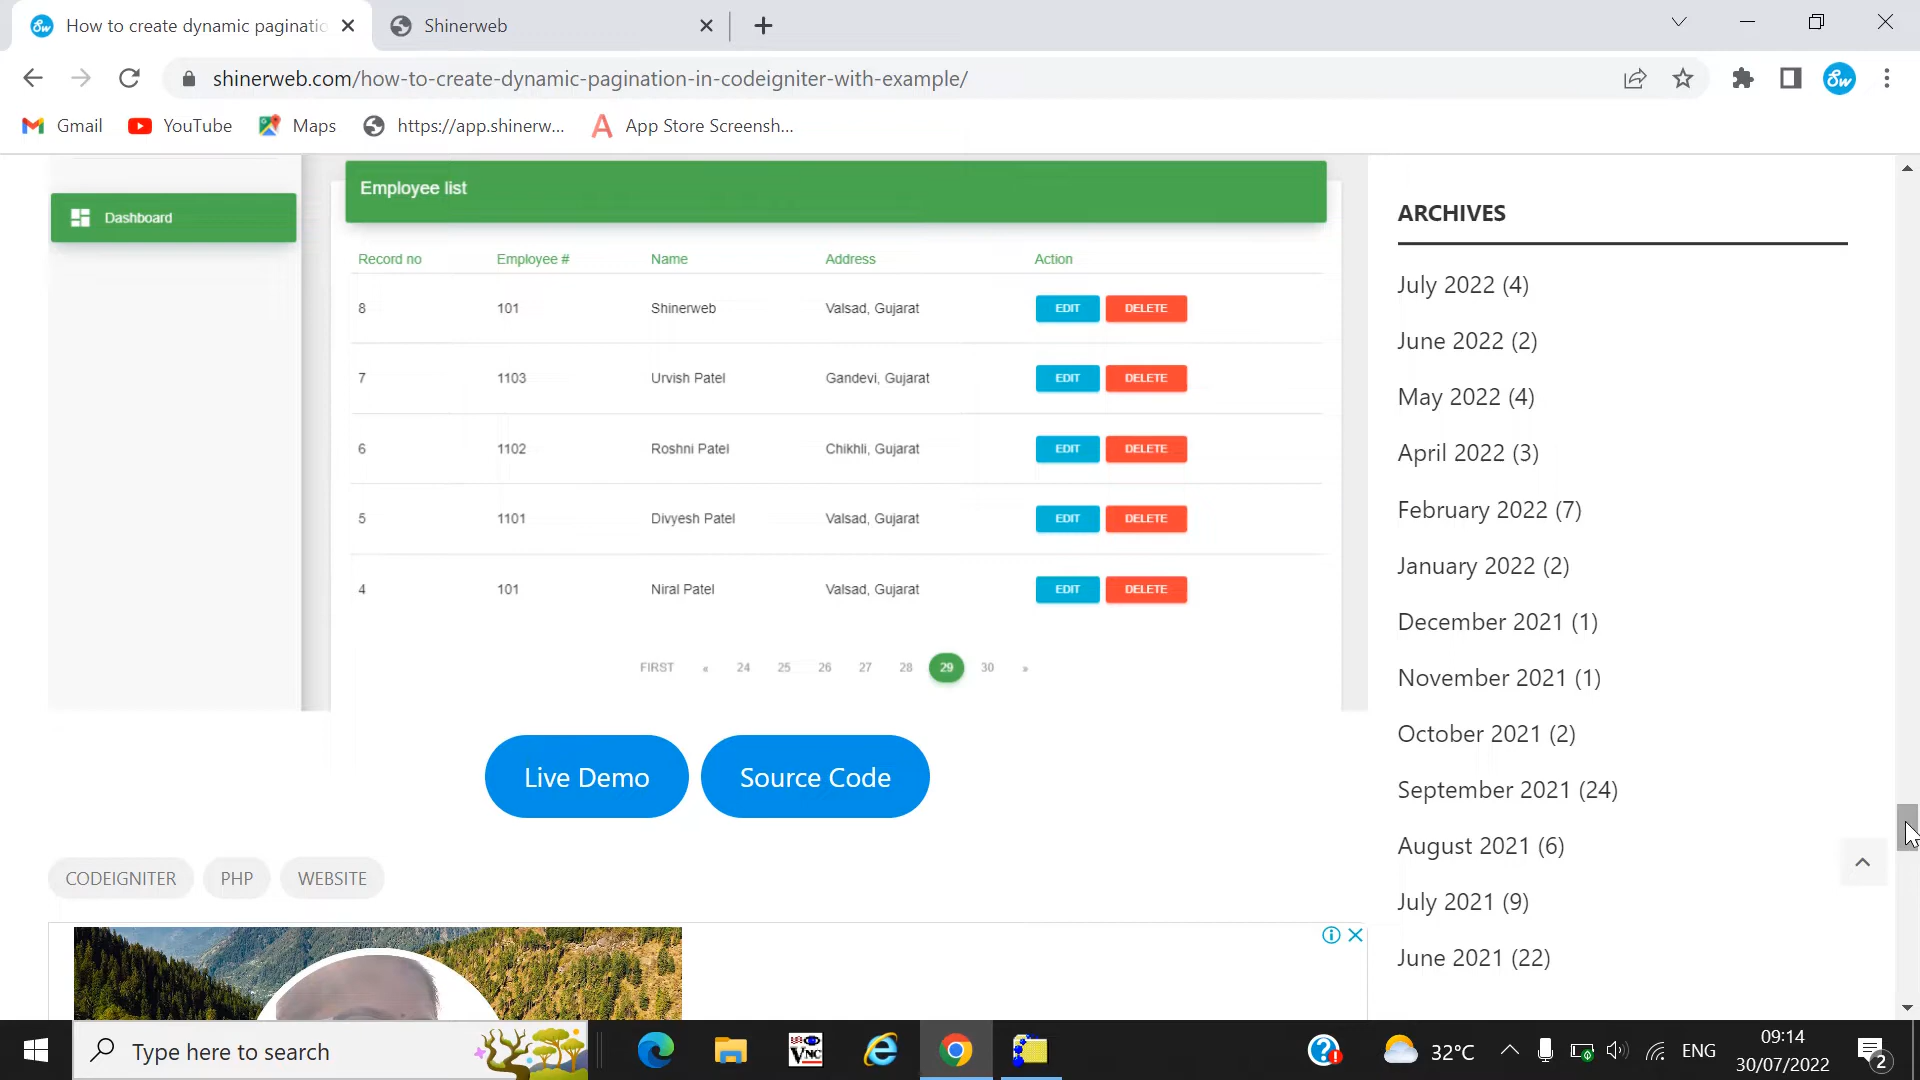 How to create dynamic paginatio
Shinerweb
shinerweb.com/how-to-create-dynamic-pagination-in-codeigniter-with-example/
Gmail
YouTube
Maps
https://app.shinerw...
App Store Screensh...
Employee list
Dashboard
Record no Employee # Name Address Action
8 101 Shinerweb Valsad, Gujarat EDIT DELETE
7 1103 Urvish Patel Gandevi, Gujarat EDIT DELETE
6 1102 Roshni Patel Chikhli, Gujarat EDIT DELETE
5 1101 Divyesh Patel Valsad, Gujarat EDIT DELETE
4 101 Niral Patel Valsad, Gujarat EDIT DELETE
FIRST « 24 25 26 27 28 29 30 »
Live Demo Source Code
CODEIGNITER PHP WEBSITE
ARCHIVES
July 2022 (4)
June 2022 (2)
May 2022 (4)
April 2022 (3)
February 2022 (7)
January 2022 (2)
December 2021 (1)
November 2021 (1)
October 2021 (2)
September 2021 (24)
August 2021 (6)
July 2021 (9)
June 2021 (22)
Type here to search
VNC
32°C
ENG
09:14
30/07/2022
2